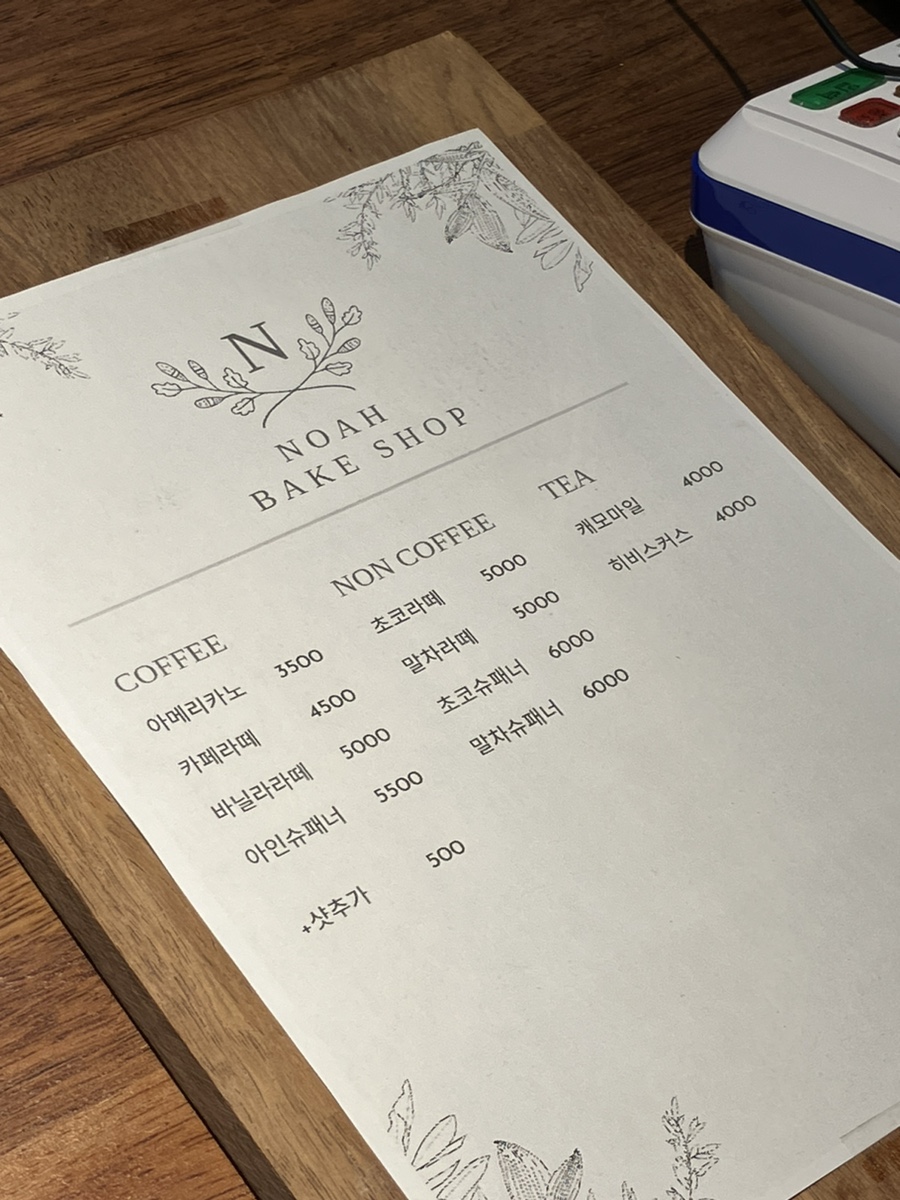 N
NOAH
BAKE SHOP
COFFEE
아메리카노 3500
카페라떼 4500
바닐라라떼 5000
아인슈패너 5500
+샷추가 500
NON COFFEE
초코라떼 5000
말차라떼 5000
초코슈패너 6000
말차슈패너 6000
TEA
캐모마일 4000
히비스커스 4000